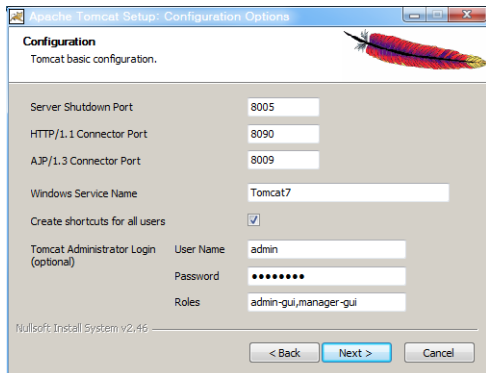 Apache Tomcat Setup: Configuration Options
Configuration
Tomcat basic configuration.
Server Shutdown Port 8005
HTTP/1.1 Connector Port 8090
AJP/1.3 Connector Port 8009
Windows Service Name Tomcat7
Create shortcuts for all users
Tomcat Administrator Login (optional)
User Name admin
Password ••••••••
Roles admin-gui,manager-gui
Nullsoft Install System v2.46
< Back Next > Cancel